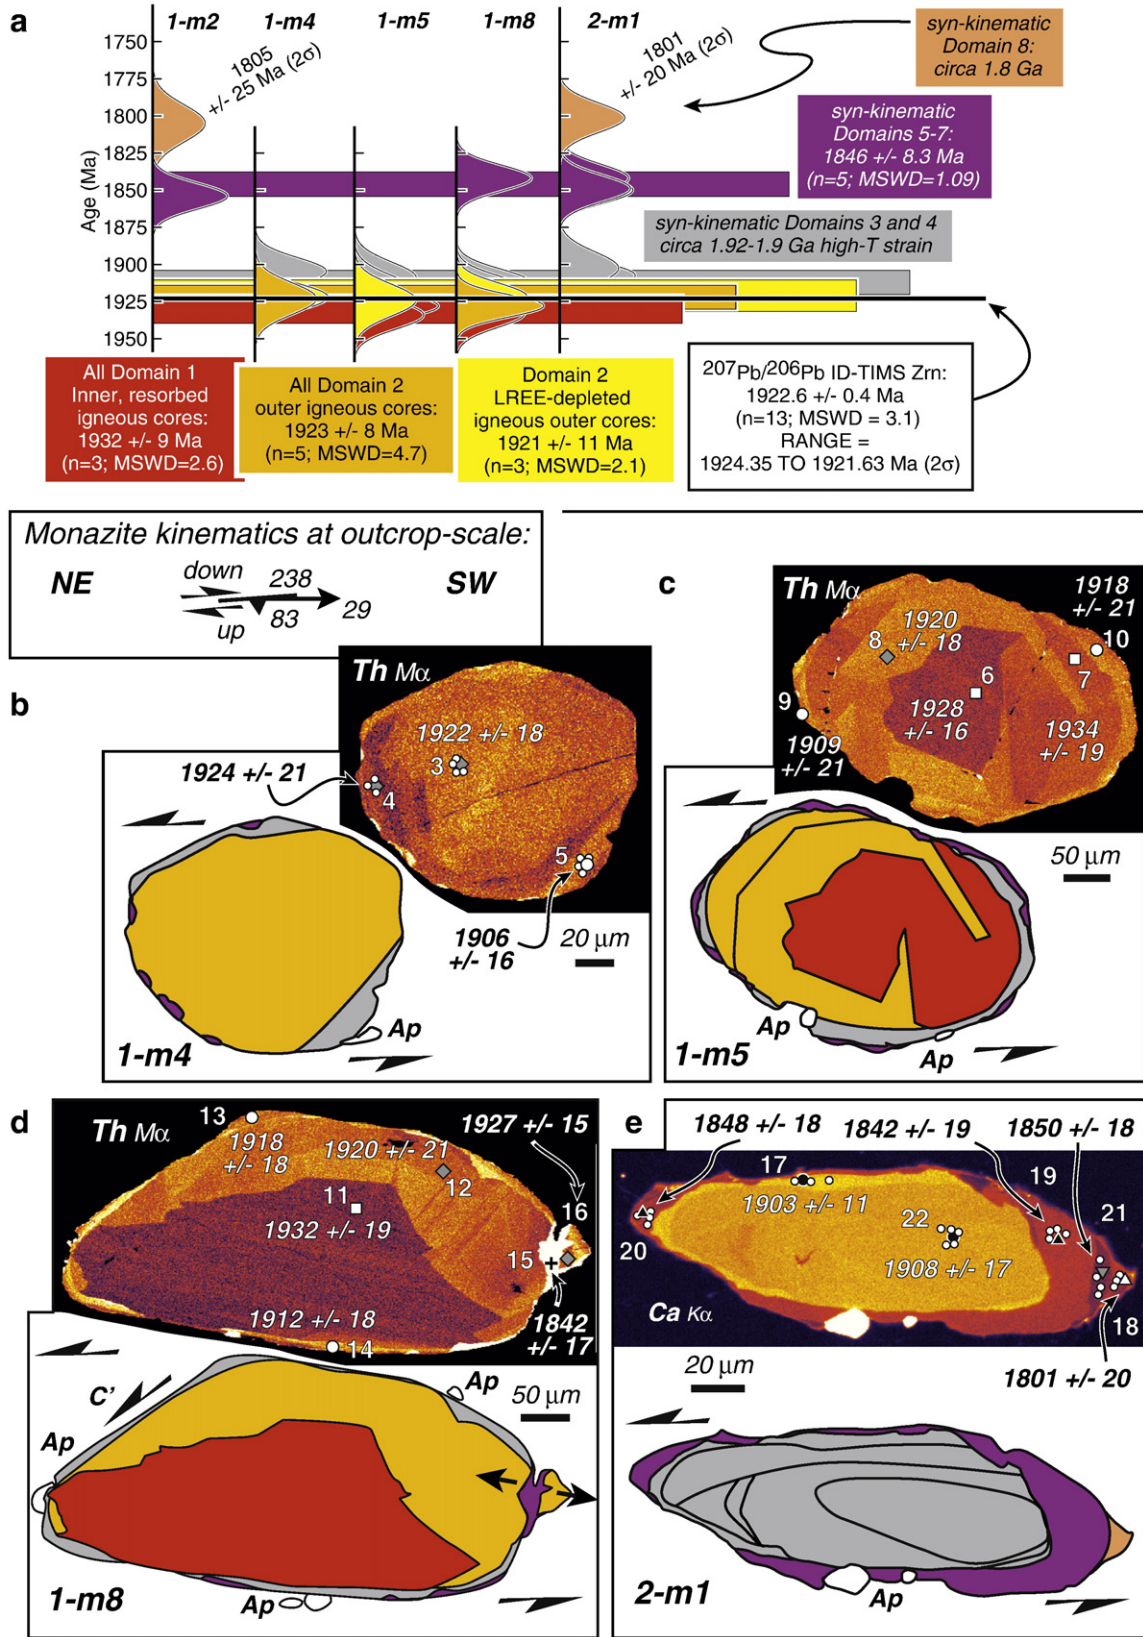 a
1-m2 1-m4 1-m5 1-m8 2-m1
Age (Ma)
1750
1775
1800
1825
1850
1875
1900
1925
1950
1805
+/- 25 Ma (2σ)
1801
+/- 20 Ma (2σ)
syn-kinematic
Domain 8:
circa 1.8 Ga
syn-kinematic
Domains 5-7:
1846 +/- 8.3 Ma
(n=5; MSWD=1.09)
syn-kinematic Domains 3 and 4
circa 1.92-1.9 Ga high-T strain
All Domain 1
Inner, resorbed
igneous cores:
1932 +/- 9 Ma
(n=3; MSWD=2.6)
All Domain 2
outer igneous cores:
1923 +/- 8 Ma
(n=5; MSWD=4.7)
Domain 2
LREE-depleted
igneous outer cores:
1921 +/- 11 Ma
(n=3; MSWD=2.1)
207Pb/206Pb ID-TIMS Zrn:
1922.6 +/- 0.4 Ma
(n=13; MSWD = 3.1)
RANGE =
1924.35 TO 1921.63 Ma (2σ)
Monazite kinematics at outcrop-scale:
NE
down
238
29
83
up
SW
b
Th Mα
1922 +/- 18
3
1924 +/- 21
4
5
1906
+/- 16
20 µm
Ap
1-m4
c
Th Mα
1918
+/- 21
10
1920
+/- 18
8
7
6
1928
+/- 16
9
1909
+/- 21
1934
+/- 19
50 µm
Ap
Ap
1-m5
d
Th Mα
13
1918
+/- 18
1920 +/- 21
12
1927 +/- 15
16
11
1932 +/- 19
15
1912 +/- 18
14
1842
+/- 17
C'
Ap
Ap
50 µm
Ap
1-m8
e
1848 +/- 18
1842 +/- 19
1850 +/- 18
17
19
1903 +/- 11
22
21
20
1908 +/- 17
Ca Kα
18
20 µm
1801 +/- 20
Ap
2-m1